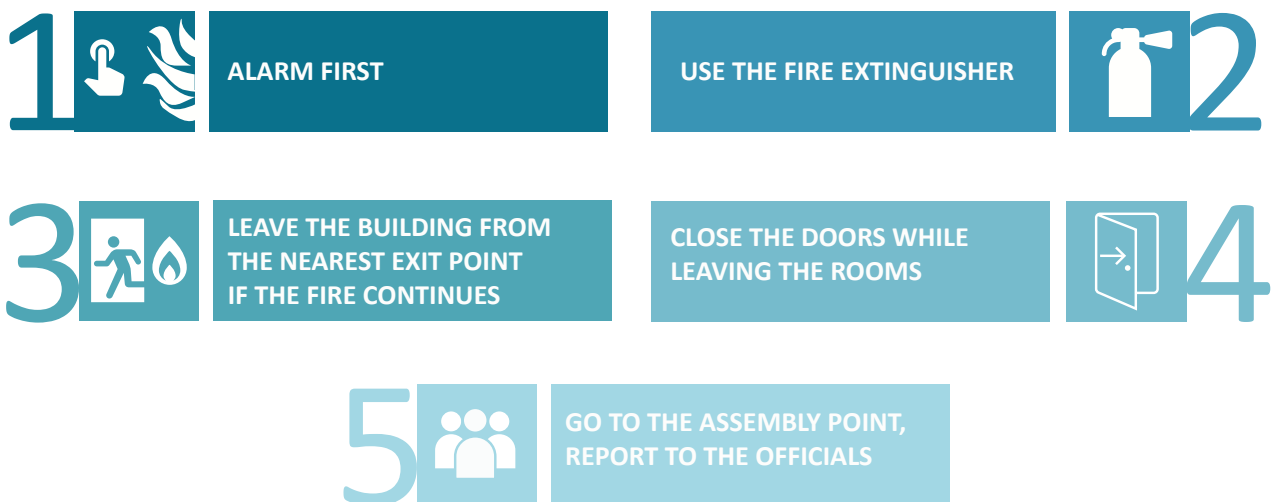 1
ALARM FIRST
USE THE FIRE EXTINGUISHER
2
3
LEAVE THE BUILDING FROM
THE NEAREST EXIT POINT
IF THE FIRE CONTINUES
CLOSE THE DOORS WHILE
LEAVING THE ROOMS
4
5
GO TO THE ASSEMBLY POINT,
REPORT TO THE OFFICIALS